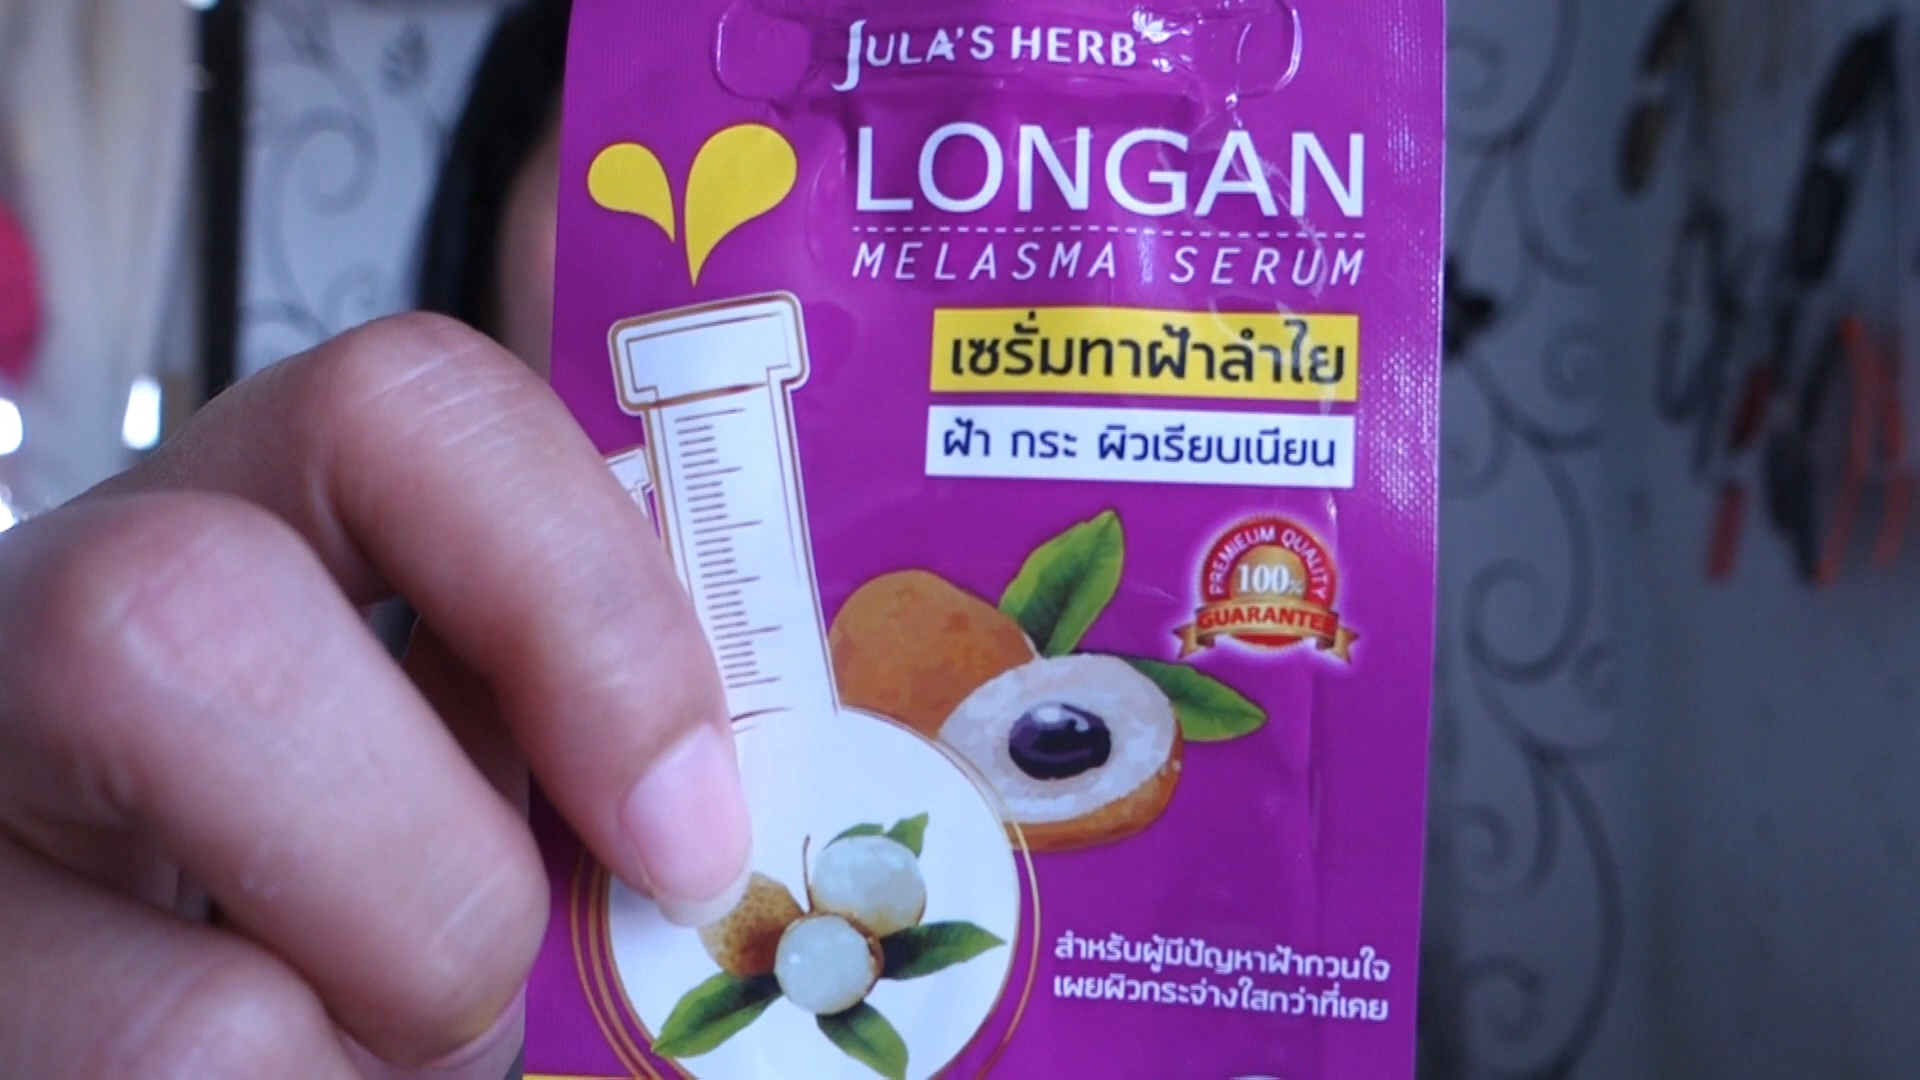 JULA'S HERB
LONGAN
MELASMA SERUM
เซรั่มทาฝ้าลำไย
ฝ้า กระ ผิวเรียบเนียน
PREMIEUM QUALITY
100%
GUARANTEE
สำหรับผู้มีปัญหาฝ้ากวนใจ
เผยผิวกระจ่างใสกว่าที่เคย